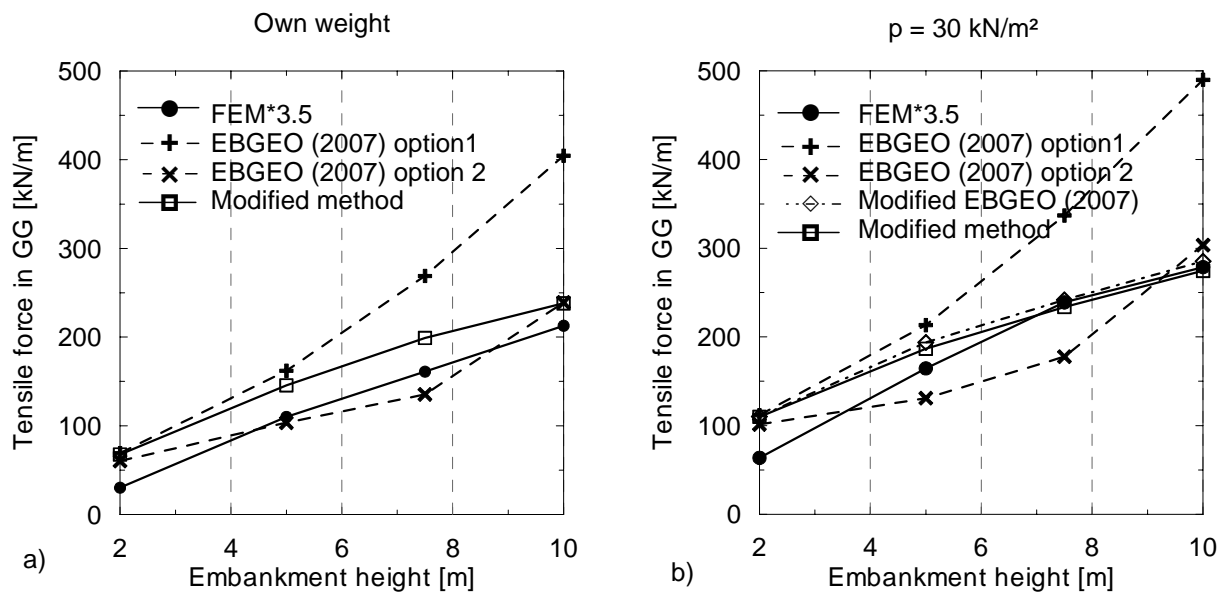 Own weight
500
400
300
200
100
0
Tensile force in GG [kN/m]
FEM*3.5
EBGEO (2007) option1
EBGEO (2007) option 2
Modified method
2 4 6 8 10
Embankment height [m]
a)
p = 30 kN/m²
500
400
300
200
100
0
Tensile force in GG [kN/m]
FEM*3.5
EBGEO (2007) option1
EBGEO (2007) option 2
Modified EBGEO (2007)
Modified method
2 4 6 8 10
Embankment height [m]
b)